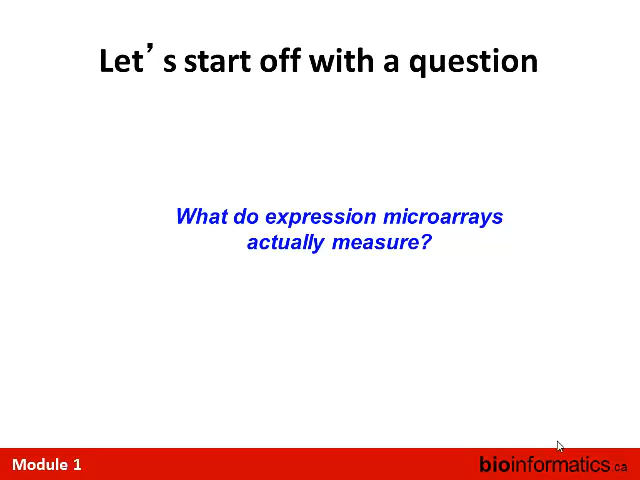 Let’s start off with a question
What do expression microarrays
actually measure?
Module 1
bioinformatics.ca